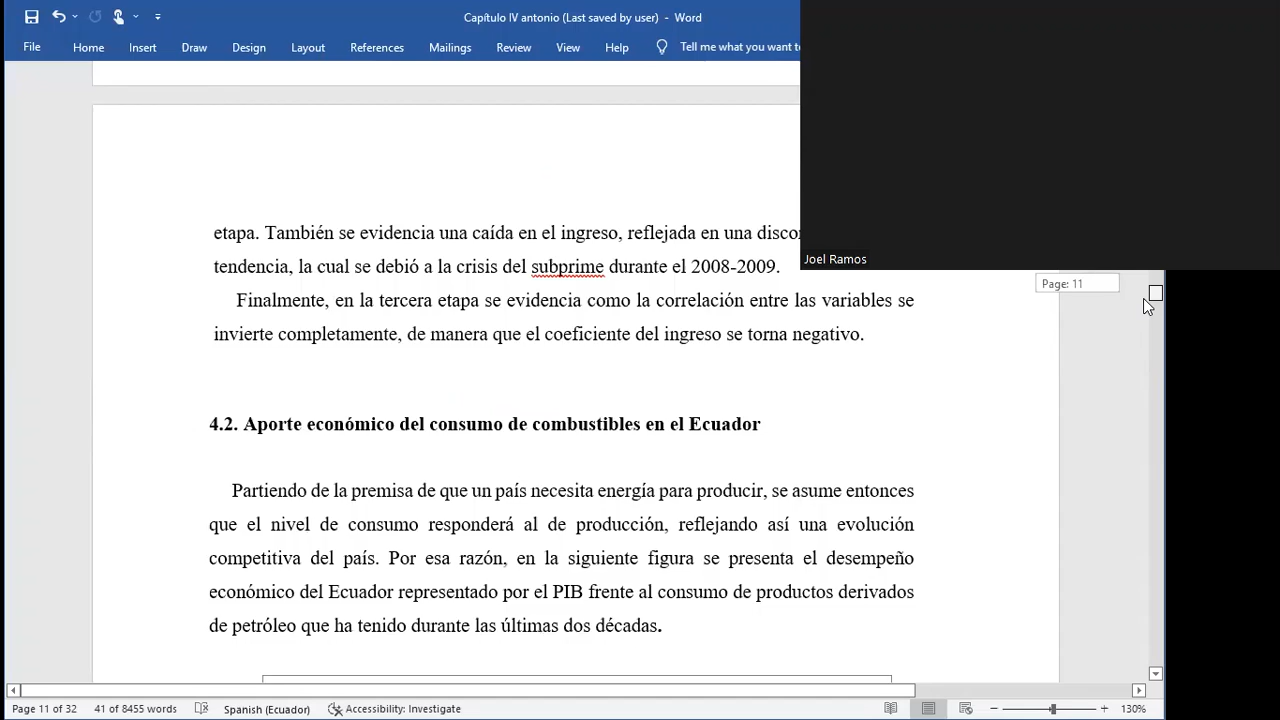 Capítulo IV antonio (Last saved by user) - Word
File Home Insert Draw Design Layout References Mailings Review View Help Tell me what you want to
Joel Ramos
Page: 11
etapa. También se evidencia una caída en el ingreso, reflejada en una
tendencia, la cual se debió a la crisis del subprime durante el 2008-2009.
Finalmente, en la tercera etapa se evidencia como la correlación entre las variables se
invierte completamente, de manera que el coeficiente del ingreso se torna negativo.
4.2. Aporte económico del consumo de combustibles en el Ecuador
Partiendo de la premisa de que un país necesita energía para producir, se asume entonces
que el nivel de consumo responderá al de producción, reflejando así una evolución
competitiva del país. Por esa razón, en la siguiente figura se presenta el desempeño
económico del Ecuador representado por el PIB frente al consumo de productos derivados
de petróleo que ha tenido durante las últimas dos décadas.
Page 11 of 32 41 of 8455 words Spanish (Ecuador) Accessibility: Investigate 130%